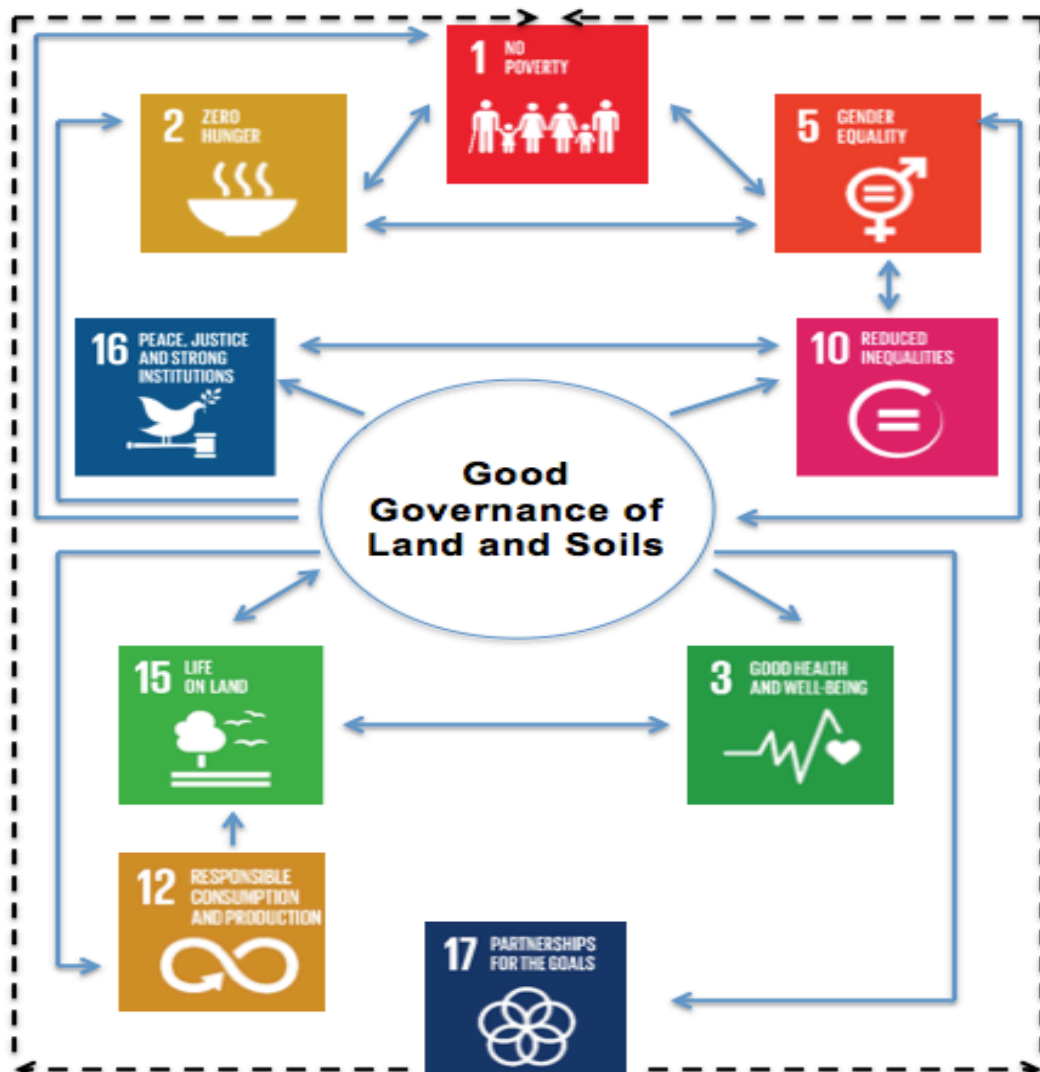 1 NO
POVERTY
2 ZERO
HUNGER
5 GENDER
EQUALITY
16 PEACE, JUSTICE
AND STRONG
INSTITUTIONS
10 REDUCED
INEQUALITIES
Good
Governance of
Land and Soils
15 LIFE
ON LAND
3 GOOD HEALTH
AND WELL-BEING
12 RESPONSIBLE
CONSUMPTION
AND PRODUCTION
17 PARTNERSHIPS
FOR THE GOALS